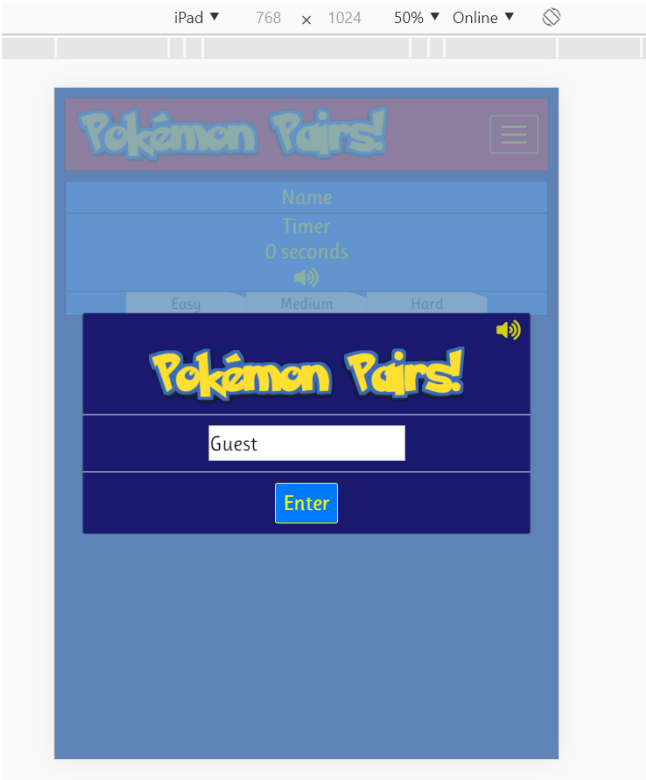 iPad ▼ 768 × 1024 50% ▼ Online ▼
Pokémon Pairs!
Name
Timer
0 seconds
Easy Medium Hard
Pokémon Pairs!
Guest
Enter